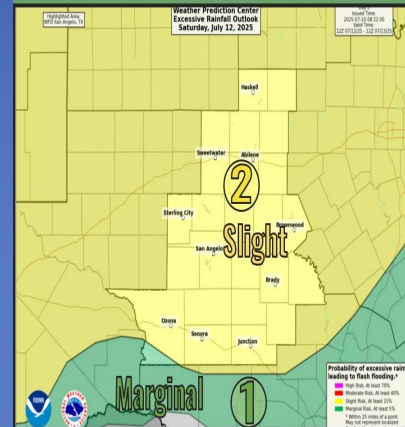 Highlighted Area:
WFO San Angelo, TX
Weather Prediction Center
Excessive Rainfall Outlook
Saturday, July 12, 2025
Issued Time:
2025-07-10 08:22:00
Valid Time
12Z 07/12/25 - 12Z 07/13/25
Haskell
Sweetwater
Abilene
2
Sterling City
Brownwood
San Angelo
Slight
Brady
Ozona
Sonora
Junction
Marginal
1
Probability of excessive rain
leading to flash flooding.*
High Risk, At least 70%
Moderate Risk, At least 40%
Slight Risk, At least 15%
Marginal Risk, At least 5%
* Within 25 miles of a point.
May not represent localized
NOAA